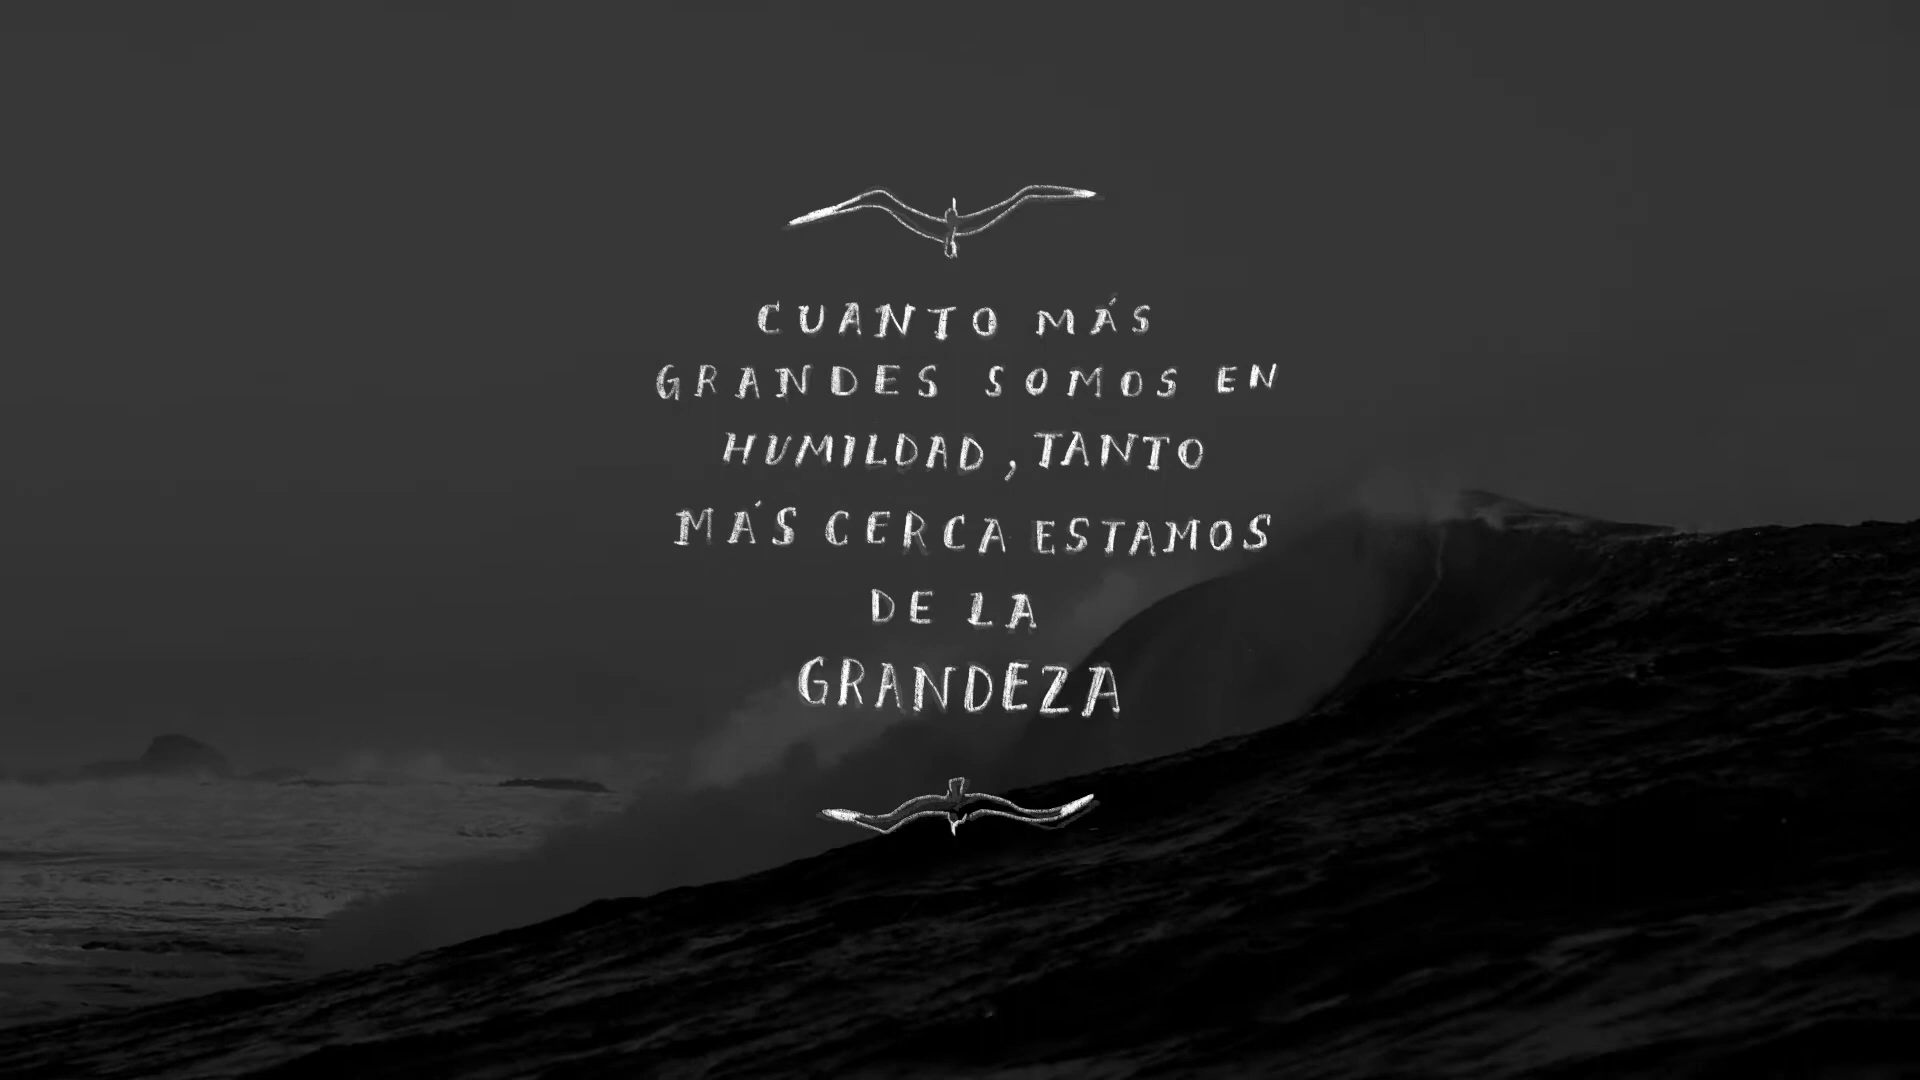 CUANTO MÁS
GRANDES SOMOS EN
HUMILDAD, TANTO
MÁS CERCA ESTAMOS
DE LA
GRANDEZA